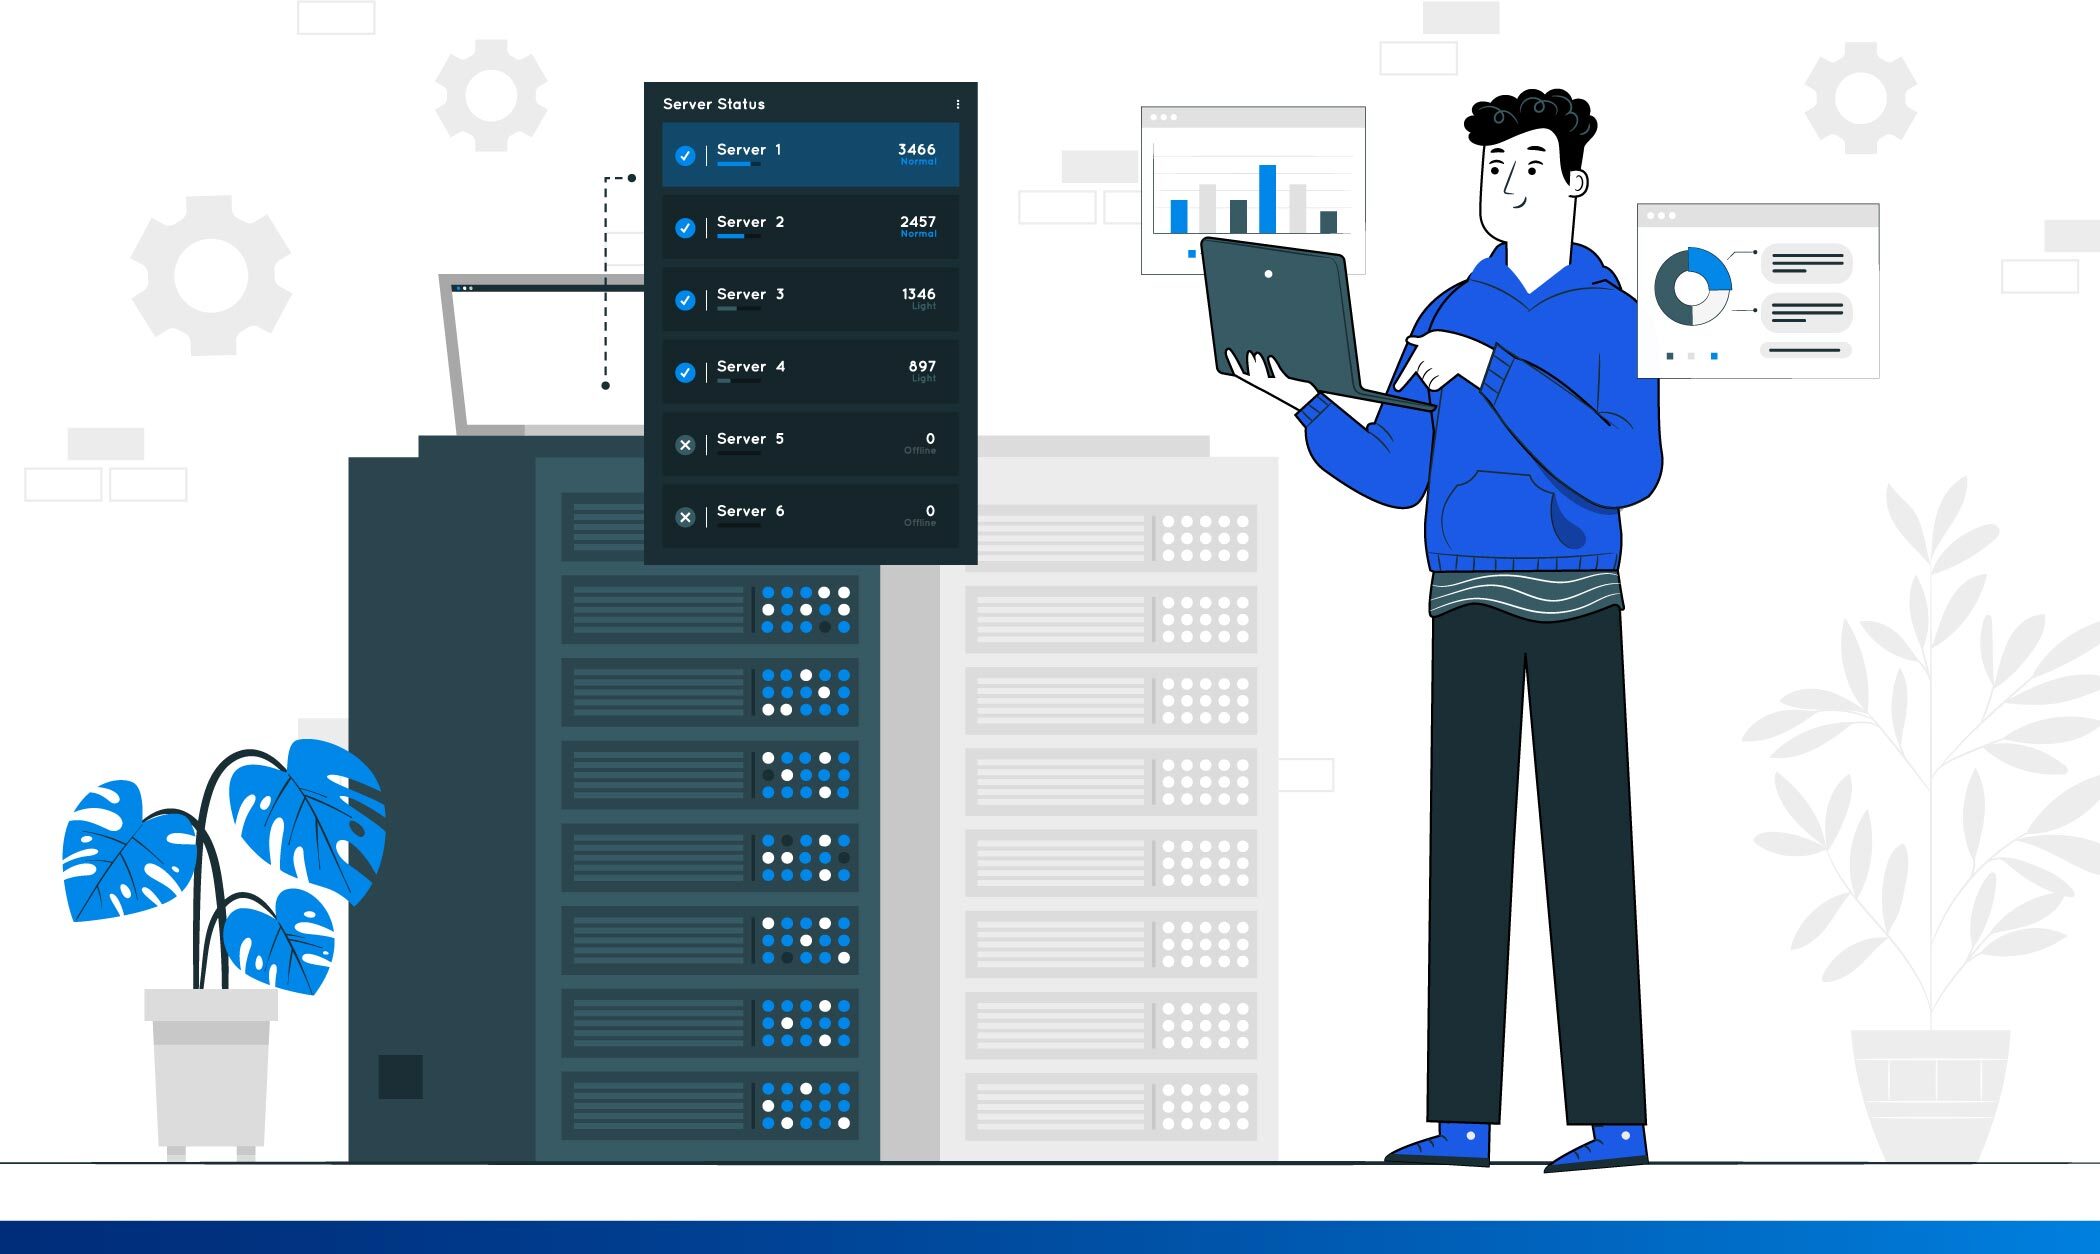 Server Status
Server 1 3466
Normal
Server 2 2457
Normal
Server 3 1346
Light
Server 4 897
Light
Server 5 0
Offline
Server 6 0
Offline